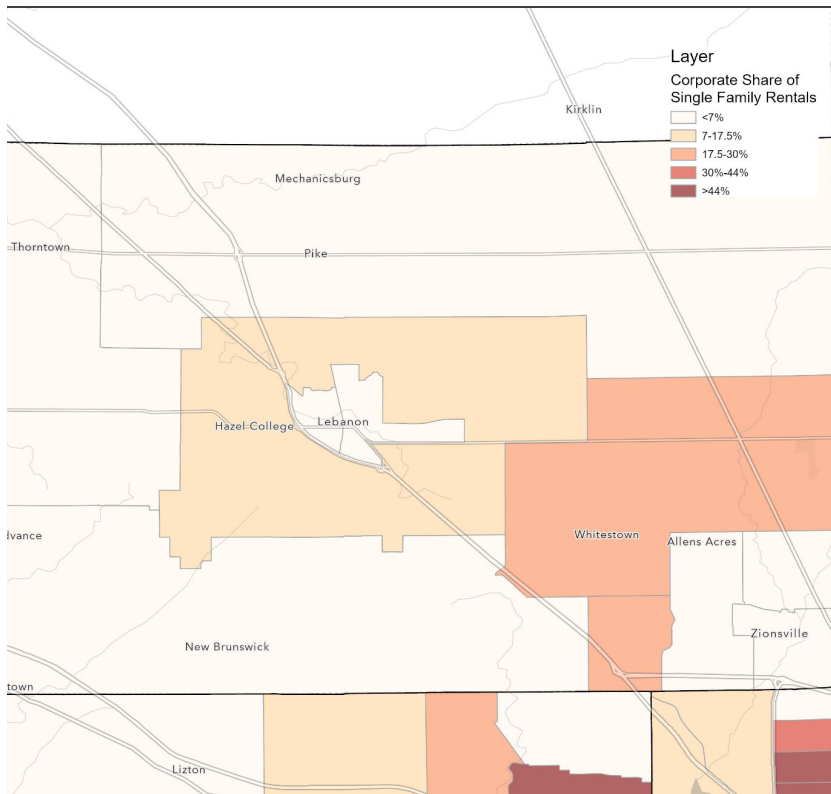 Layer
Corporate Share of
Single Family Rentals
<7%
7-17.5%
17.5-30%
30%-44%
>44%
Kirklin
Mechanicsburg
Thorntown
Pike
Hazel College
Lebanon
Whitestown
Allens Acres
dvance
Zionsville
New Brunswick
town
Lizton